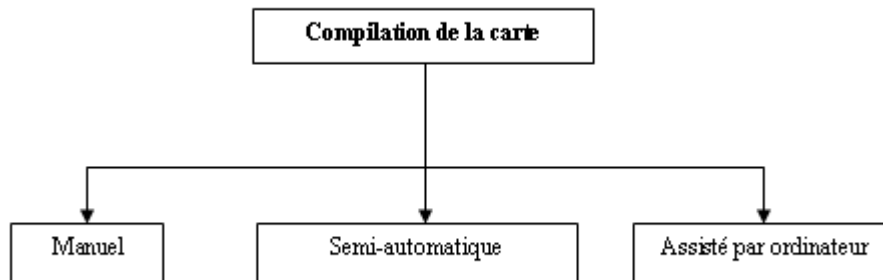 Compilation de la carte
Manuel
Semi-automatique
Assisté par ordinateur